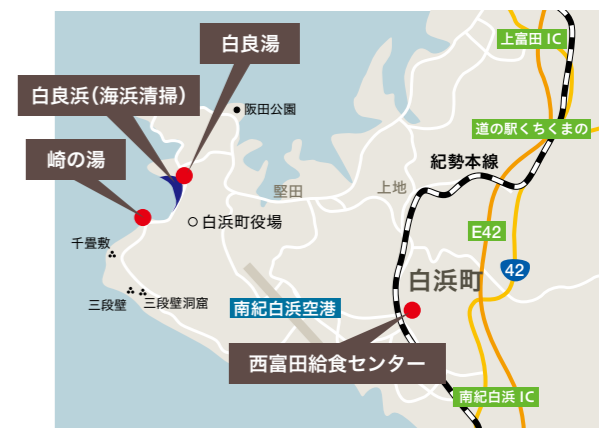 上富田 IC
白良湯
白良浜（海浜清掃）
阪田公園
道の駅くちくまの
崎の湯
紀勢本線
堅田
上地
白浜町役場
E42
千畳敷
42
白浜町
三段壁
三段壁洞窟
南紀白浜空港
西富田給食センター
南紀白浜 IC